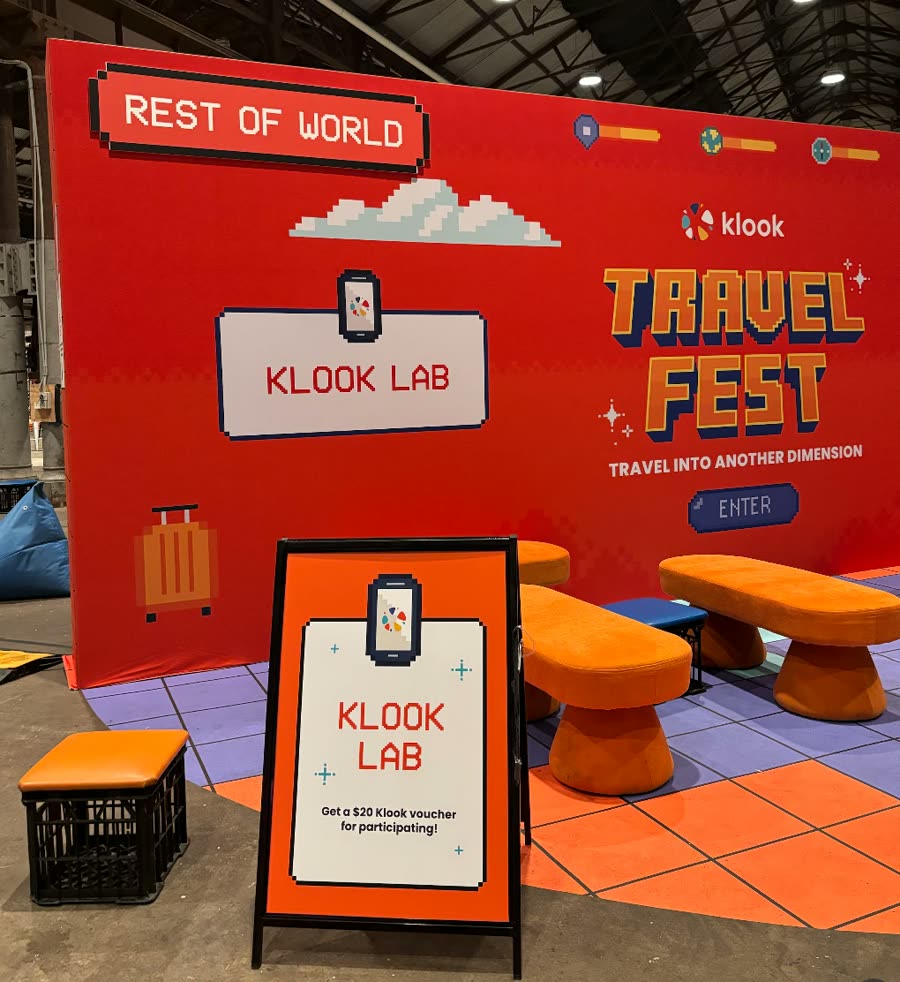 REST OF WORLD
KLOOK LAB
klook
TRAVEL
FEST
TRAVEL INTO ANOTHER DIMENSION
ENTER
KLOOK
LAB
Get a $20 Klook voucher
for participating!